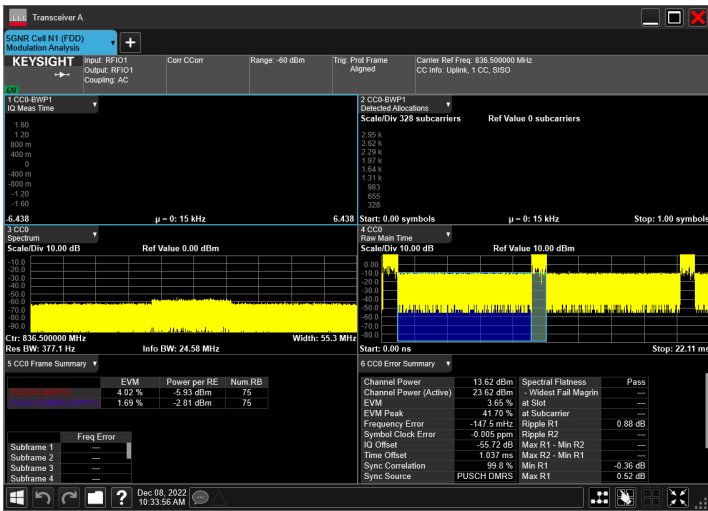 Transceiver A
5GNR Cell N1 (FDD)
Modulation Analysis
KEYSIGHT
Input: RFIO1
Output: RFIO1
Coupling: AC
Corr CCorr
Range: -60 dBm
Trig: Prot Frame
Aligned
Carrier Ref Freq: 836.500000 MHz
CC Info: Uplink, 1 CC, SISO
1 CC0-BWP1
IQ Meas Time
1.60
1.20
800 m
400 m
0
-400 m
-800 m
-1.20
-1.60
-6.438
μ = 0: 15 kHz
6.438
2 CC0-BWP1
Detected Allocations
Scale/Div 328 subcarriers
Ref Value 0 subcarriers
2.95 k
2.62 k
2.29 k
1.97 k
1.64 k
1.31 k
983
655
328
Start: 0.00 symbols
μ = 0: 15 kHz
Stop: 1.00 symbols
3 CC0
Spectrum
Scale/Div 10.00 dB
Ref Value 0.00 dBm
-10.0
-20.0
-30.0
-40.0
-50.0
-60.0
-70.0
-80.0
-90.0
Ctr: 836.500000 MHz
Width: 55.3 MHz
Res BW: 377.1 Hz
Info BW: 24.58 MHz
4 CC0
Raw Main Time
Scale/Div 10.00 dB
Ref Value 10.00 dBm
0.00
-10.0
-20.0
-30.0
-40.0
-50.0
-60.0
-70.0
-80.0
Start: 0.00 ns
Stop: 22.11 ms
5 CC0 Frame Summary
EVM Power per RE Num.RB
4.02 % -5.93 dBm 75
1.69 % -2.81 dBm 75
Freq Error
Subframe 1 ---
Subframe 2 ---
Subframe 3 ---
Subframe 4 ---
6 CC0 Error Summary
Channel Power 13.62 dBm Spectral Flatness Pass
Channel Power (Active) 23.62 dBm - Widest Fail Magrin ---
EVM 3.65 % at Slot ---
EVM Peak 41.70 % at Subcarrier ---
Frequency Error -147.5 mHz Ripple R1 0.88 dB
Symbol Clock Error -0.005 ppm Ripple R2 ---
IQ Offset -55.72 dB Max R1 - Min R2 ---
Time Offset 1.037 ms Max R2 - Min R1 ---
Sync Correlation 99.8 % Min R1 -0.36 dB
Sync Source PUSCH DMRS Max R1 0.52 dB
Dec 08, 2022
10:33:56 AM